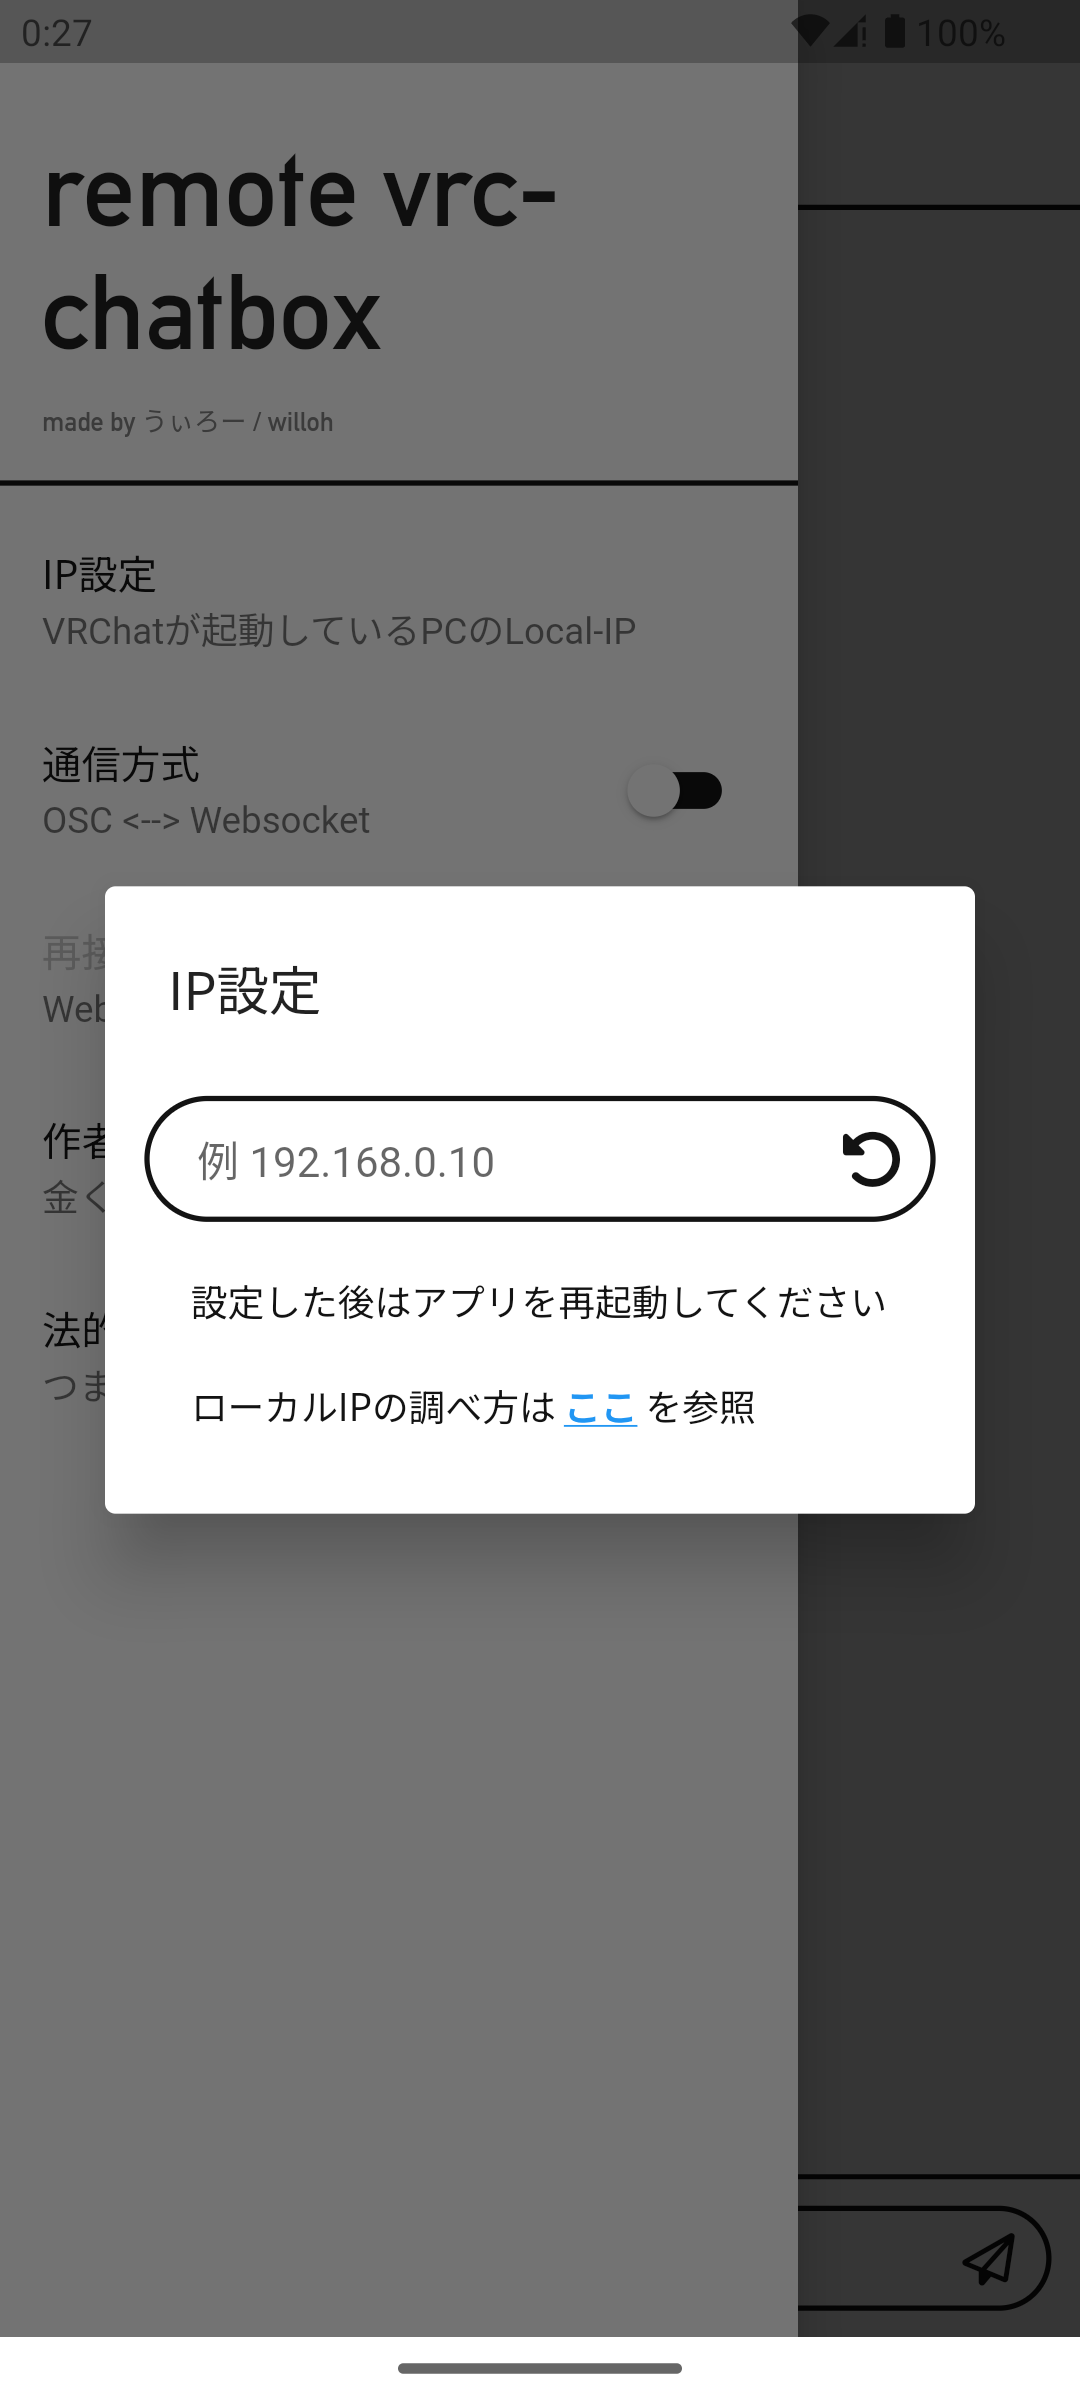 0:27
100%
remote vrc-
chatbox
made by うぃろー / willoh
IP設定
VRChatが起動しているPCのLocal-IP
通信方式
OSC <--> Websocket
再接
Web
作者
金く
法的
つま
IP設定
例 192.168.0.10
設定した後はアプリを再起動してください
ローカルIPの調べ方は ここ を参照